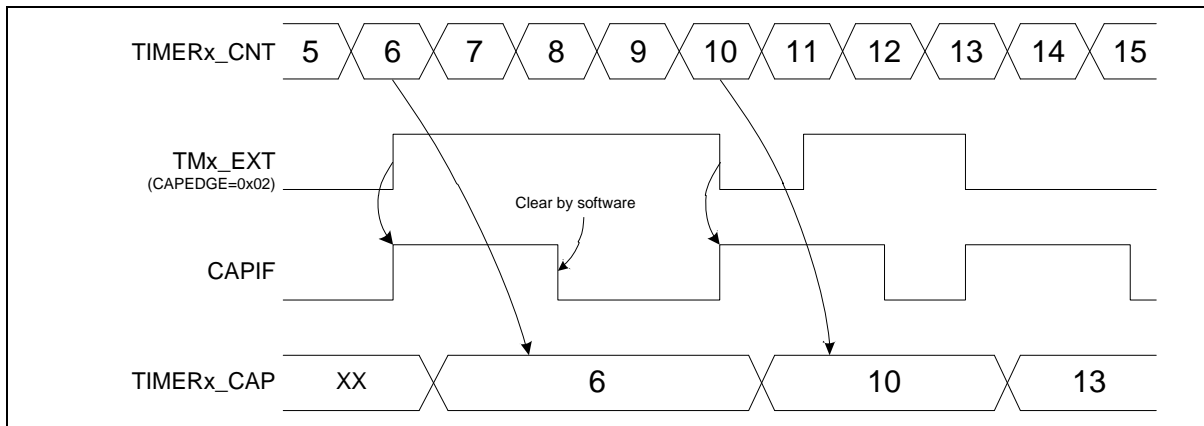 TIMERx_CNT 5 6 7 8 9 10 11 12 13 14 15
TMx_EXT
(CAPEDGE=0x02)
Clear by software
CAPIF
TIMERx_CAP XX 6 10 13